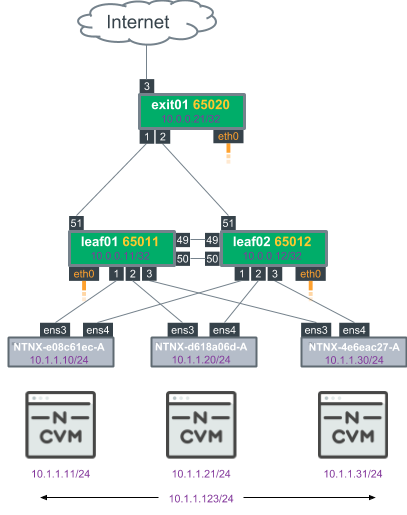 Internet
3
exit01 65020
10.0.0.21/32
1 2 eth0
51 51
leaf01 65011 49 49 leaf02 65012
10.0.0.11/32 50 50 10.0.0.12/32
eth0 1 2 3 1 2 3 eth0
ens3 ens4 ens3 ens4 ens3 ens4
NTNX-e08c61ec-A NTNX-d618a06d-A NTNX-4e6eac27-A
10.1.1.10/24 10.1.1.20/24 10.1.1.30/24
N N N
CVM CVM CVM
10.1.1.11/24 10.1.1.21/24 10.1.1.31/24
10.1.1.123/24